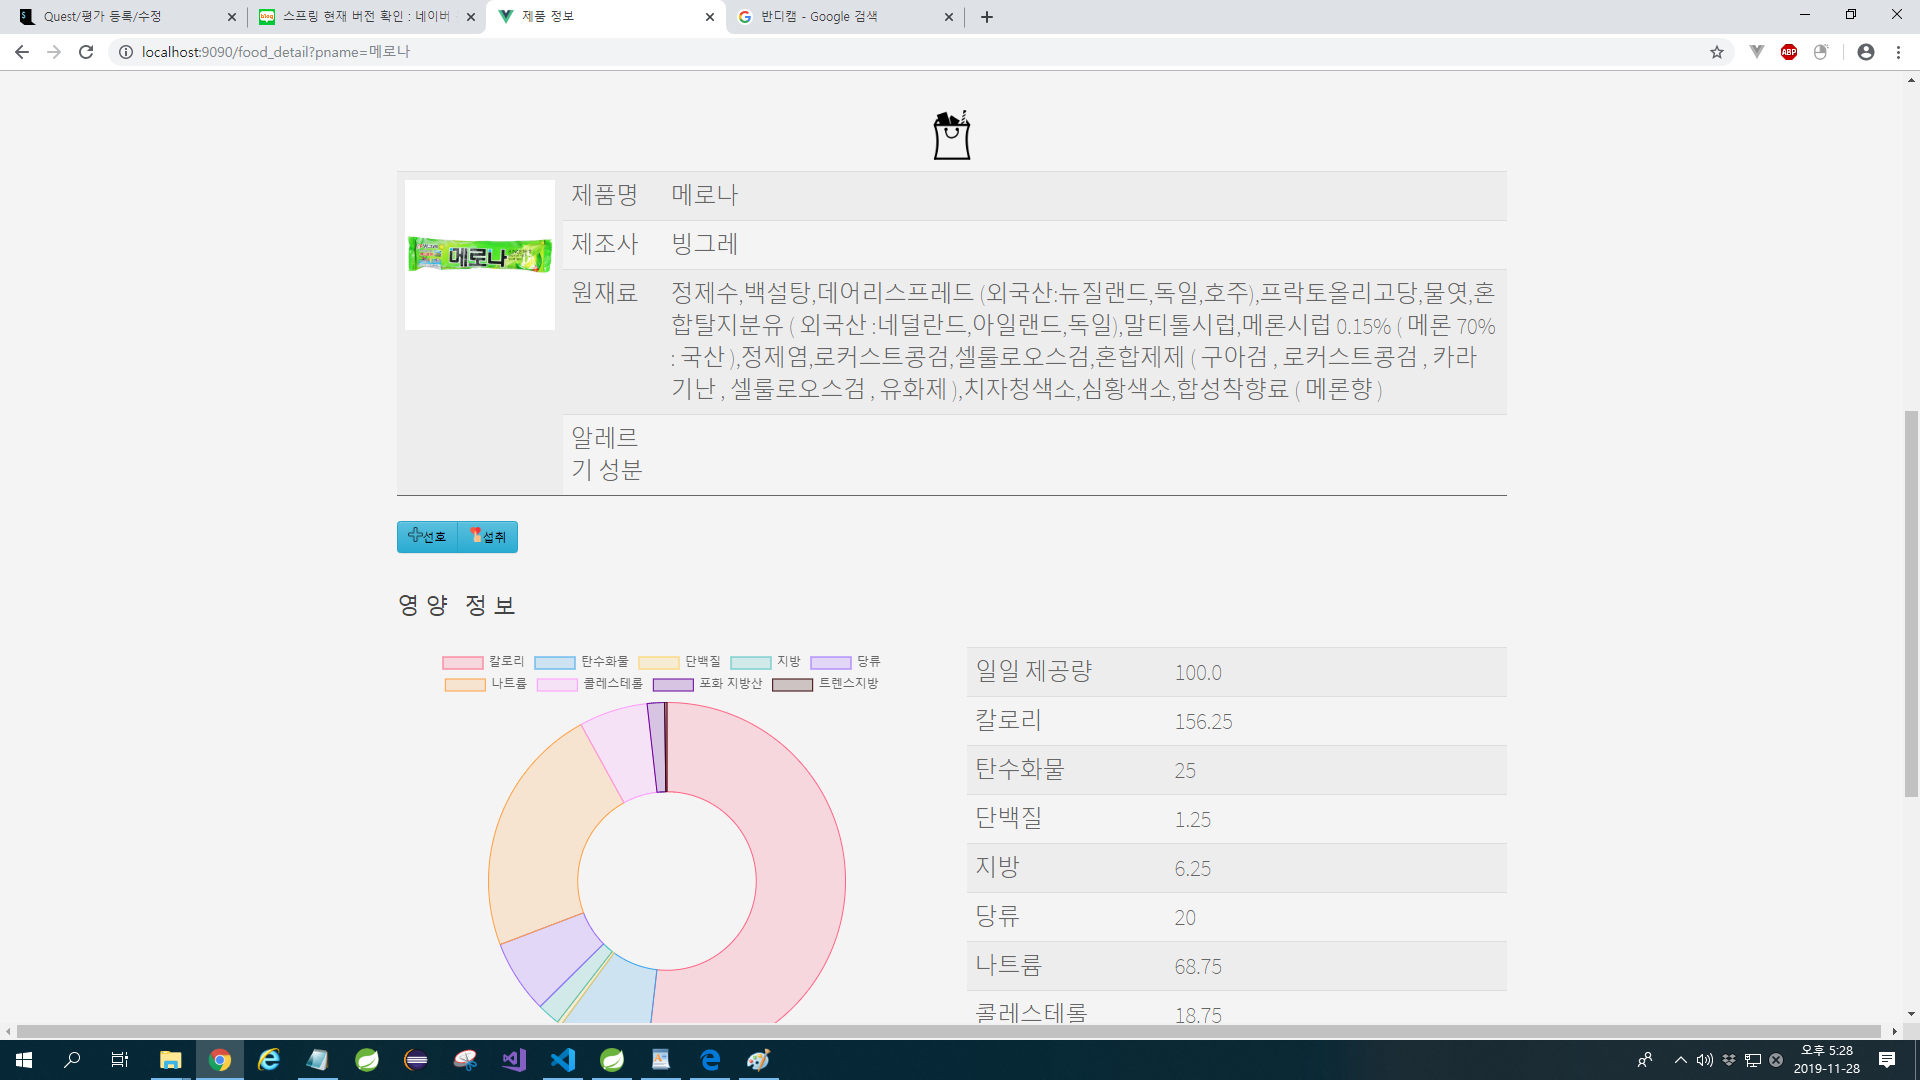 Quest/평가 등록/수정
스프링 현재 버전 확인 : 네이버
제품 정보
반디캠 - Google 검색
localhost:9090/food_detail?pname=메로나
ABP
메로나
제품명 메로나
제조사 빙그레
원재료 정제수,백설탕,데어리스프레드 (외국산:뉴질랜드,독일,호주),프락토올리고당,물엿,혼
합탈지분유 ( 외국산 :네덜란드,아일랜드,독일),말티톨시럽,메론시럽 0.15% ( 메론 70%
: 국산 ),정제염,로커스트콩검,셀룰로오스검,혼합제제 ( 구아검 , 로커스트콩검 , 카라
기난 , 셀룰로오스검 , 유화제 ),치자청색소,심황색소,합성착향료 ( 메론향 )
알레르
기 성분
선호 섭취
영양 정보
칼로리 탄수화물 단백질 지방 당류
나트륨 콜레스테롤 포화 지방산 트랜스지방
일일 제공량 100.0
칼로리 156.25
탄수화물 25
단백질 1.25
지방 6.25
당류 20
나트륨 68.75
콜레스테롤 18.75
오후 5:28
2019-11-28